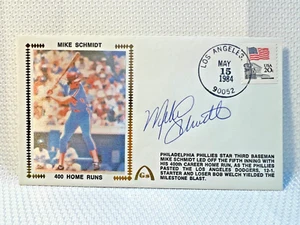 MIKE SCHMIDT
400 HOME RUNS
LOS ANGELES,
MAY
15
1984
90052
USA
20c
Mike Schmidt
GA
PHILADELPHIA PHILLIES STAR THIRD BASEMAN
MIKE SCHMIDT LED OFF THE FIFTH INNING WITH
HIS 400th CAREER HOME RUN, AS THE PHILLIES
PASTED THE LOS ANGELES DODGERS, 12-1.
STARTER AND LOSER BOB WELCH YIELDED THE
MILESTONE BLAST.